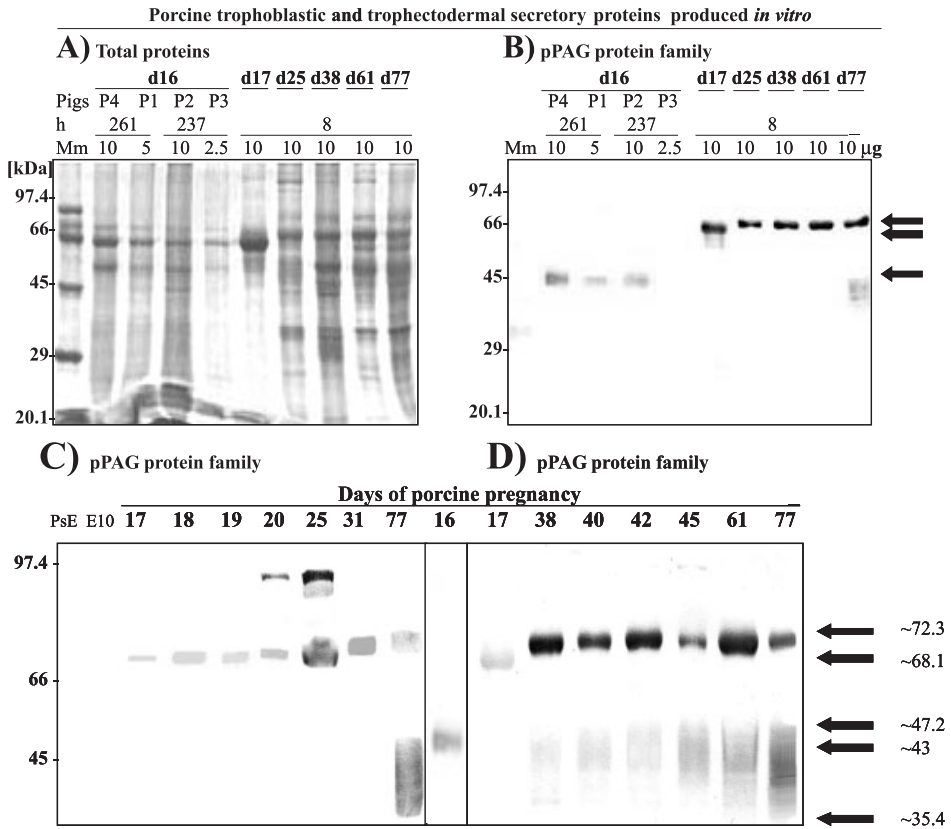 Porcine trophoblastic and trophectodermal secretory proteins produced in vitro
A) Total proteins
d16 d17 d25 d38 d61 d77
Pigs P4 P1 P2 P3
h 261 237 8
Mm 10 5 10 2.5 10 10 10 10 10
[kDa]
97.4
66
45
29
20.1
B) pPAG protein family
d16 d17 d25 d38 d61 d77
P4 P1 P2 P3
261 237 8
Mm 10 5 10 2.5 10 10 10 10 10 µg
97.4
66
45
29
20.1
C) pPAG protein family
D) pPAG protein family
Days of porcine pregnancy
PsE E10 17 18 19 20 25 31 77 16 17 38 40 42 45 61 77
97.4
66
45
~72.3
~68.1
~47.2
~43
~35.4